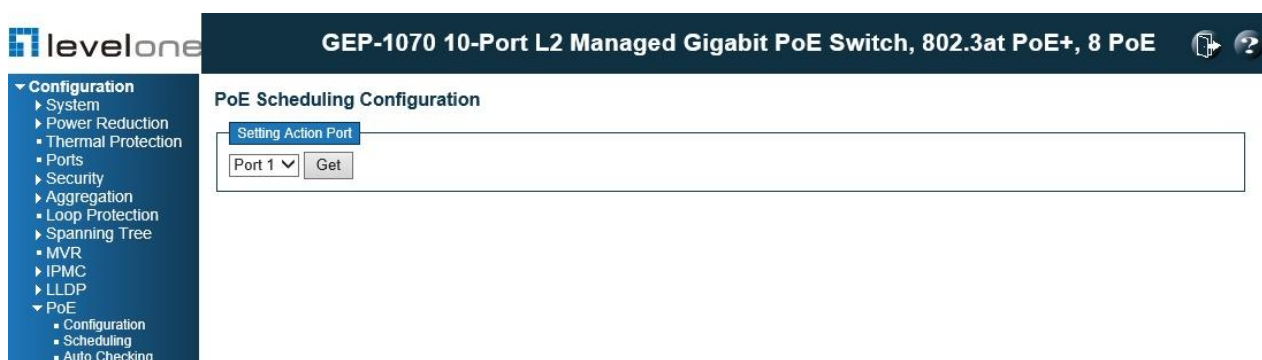 levelone
GEP-1070 10-Port L2 Managed Gigabit PoE Switch, 802.3at PoE+, 8 PoE
?
Configuration
System
Power Reduction
Thermal Protection
Ports
Security
Aggregation
Loop Protection
Spanning Tree
MVR
IPMC
LLDP
PoE
Configuration
Scheduling
Auto Checking
PoE Scheduling Configuration
Setting Action Port
Port 1 Get